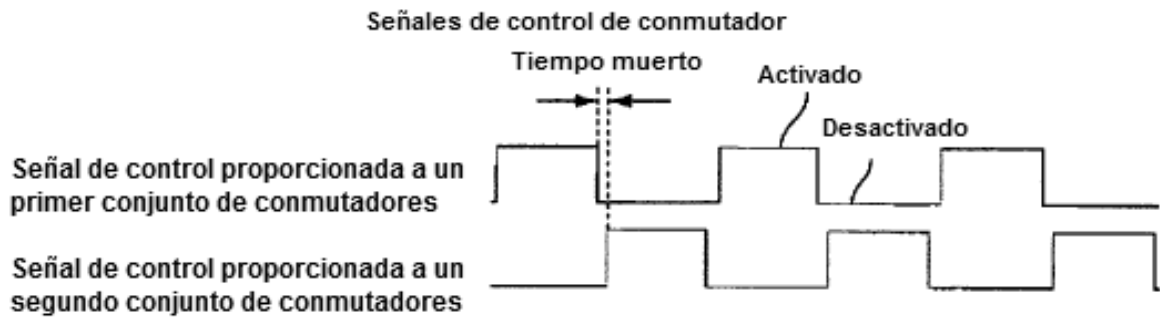 Señales de control de conmutador
Tiempo muerto
Activado
Desactivado
Señal de control proporcionada a un
primer conjunto de conmutadores
Señal de control proporcionada a un
segundo conjunto de conmutadores